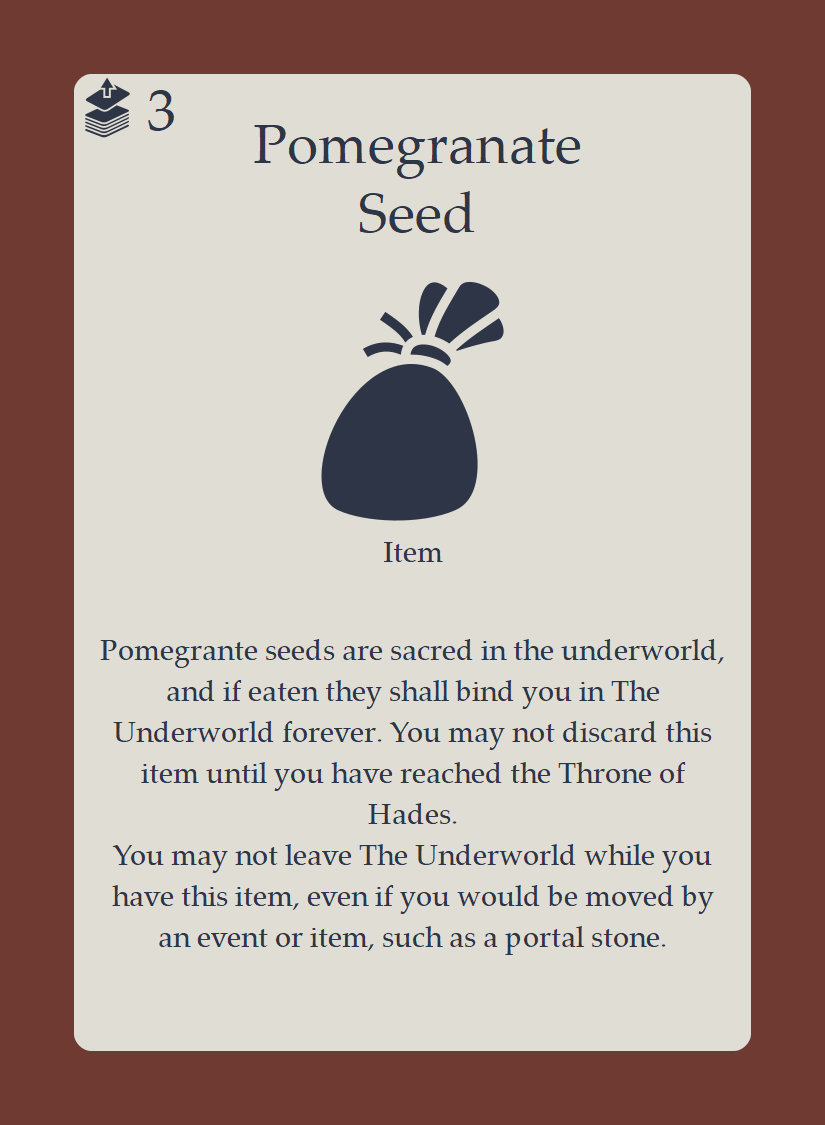 3
Pomegranate
Seed
Item
Pomegrante seeds are sacred in the underworld,
and if eaten they shall bind you in The
Underworld forever. You may not discard this
item until you have reached the Throne of
Hades.
You may not leave The Underworld while you
have this item, even if you would be moved by
an event or item, such as a portal stone.